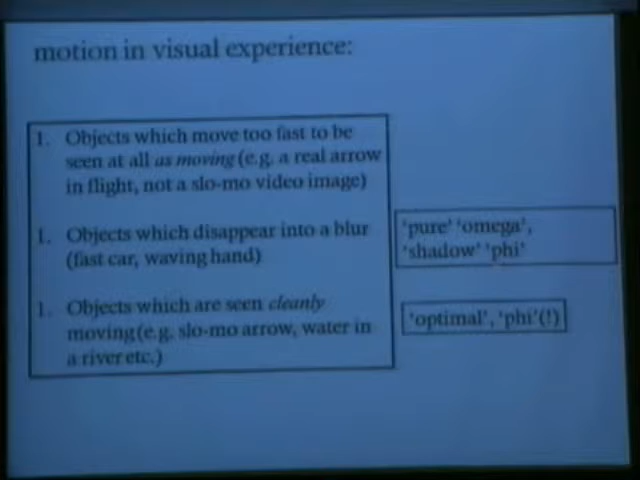 motion in visual experience:
1. Objects which move too fast to be
seen at all as moving (e.g. a real arrow
in flight, not a slo-mo video image)
1. Objects which disappear into a blur
(fast car, waving hand)
'pure' 'omega',
'shadow' 'phi'
1. Objects which are seen cleanly
moving(e.g. slo-mo arrow, water in
a river etc.)
'optimal', 'phi'(!)